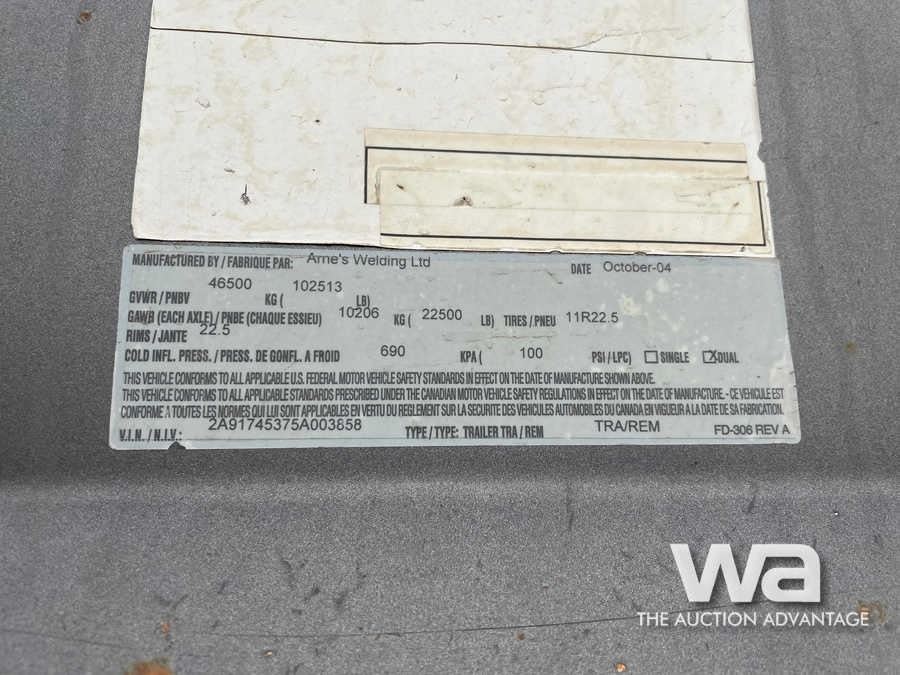 MANUFACTURED BY / FABRIQUE PAR: Arne's Welding Ltd DATE October-04
GVWR / PNBV 46500 KG ( 102513 LB)
GAWB (EACH AXLE) / PNBE (CHAQUE ESSIEU) 10206 KG ( 22500 LB) TIRES / PNEU 11R22.5
RIMS / JANTE 22.5
COLD INFL. PRESS. / PRESS. DE GONFL. A FROID 690 KPA ( 100 PSI / LPC) SINGLE DUAL
THIS VEHICLE CONFORMS TO ALL APPLICABLE U.S. FEDERAL MOTOR VEHICLE SAFETY STANDARDS IN EFFECT ON THE DATE OF MANUFACTURE SHOWN ABOVE.
THIS VEHICLE CONFORMS TO ALL APPLICABLE STANDARDS PRESCRIBED UNDER THE CANADIAN MOTOR VEHICLE SAFETY REGULATIONS IN EFFECT ON THE DATE OF MANUFACTURE. - CE VEHICULE EST
CONFORME A TOUTES LES NORMES QUI LUI SONT APPLICABLES EN VERTU DU REGLEMENT SUR LA SECURITE DES VEHICULES AUTOMOBILES DU CANADA EN VIGUEUR A LA DATE DE SA FABRICATION.
V.I.N. / N.I.V.: 2A91745375A003858 TYPE / TYPE: TRAILER TRA / REM TRA/REM FD-306 REV A
wa
THE AUCTION ADVANTAGE